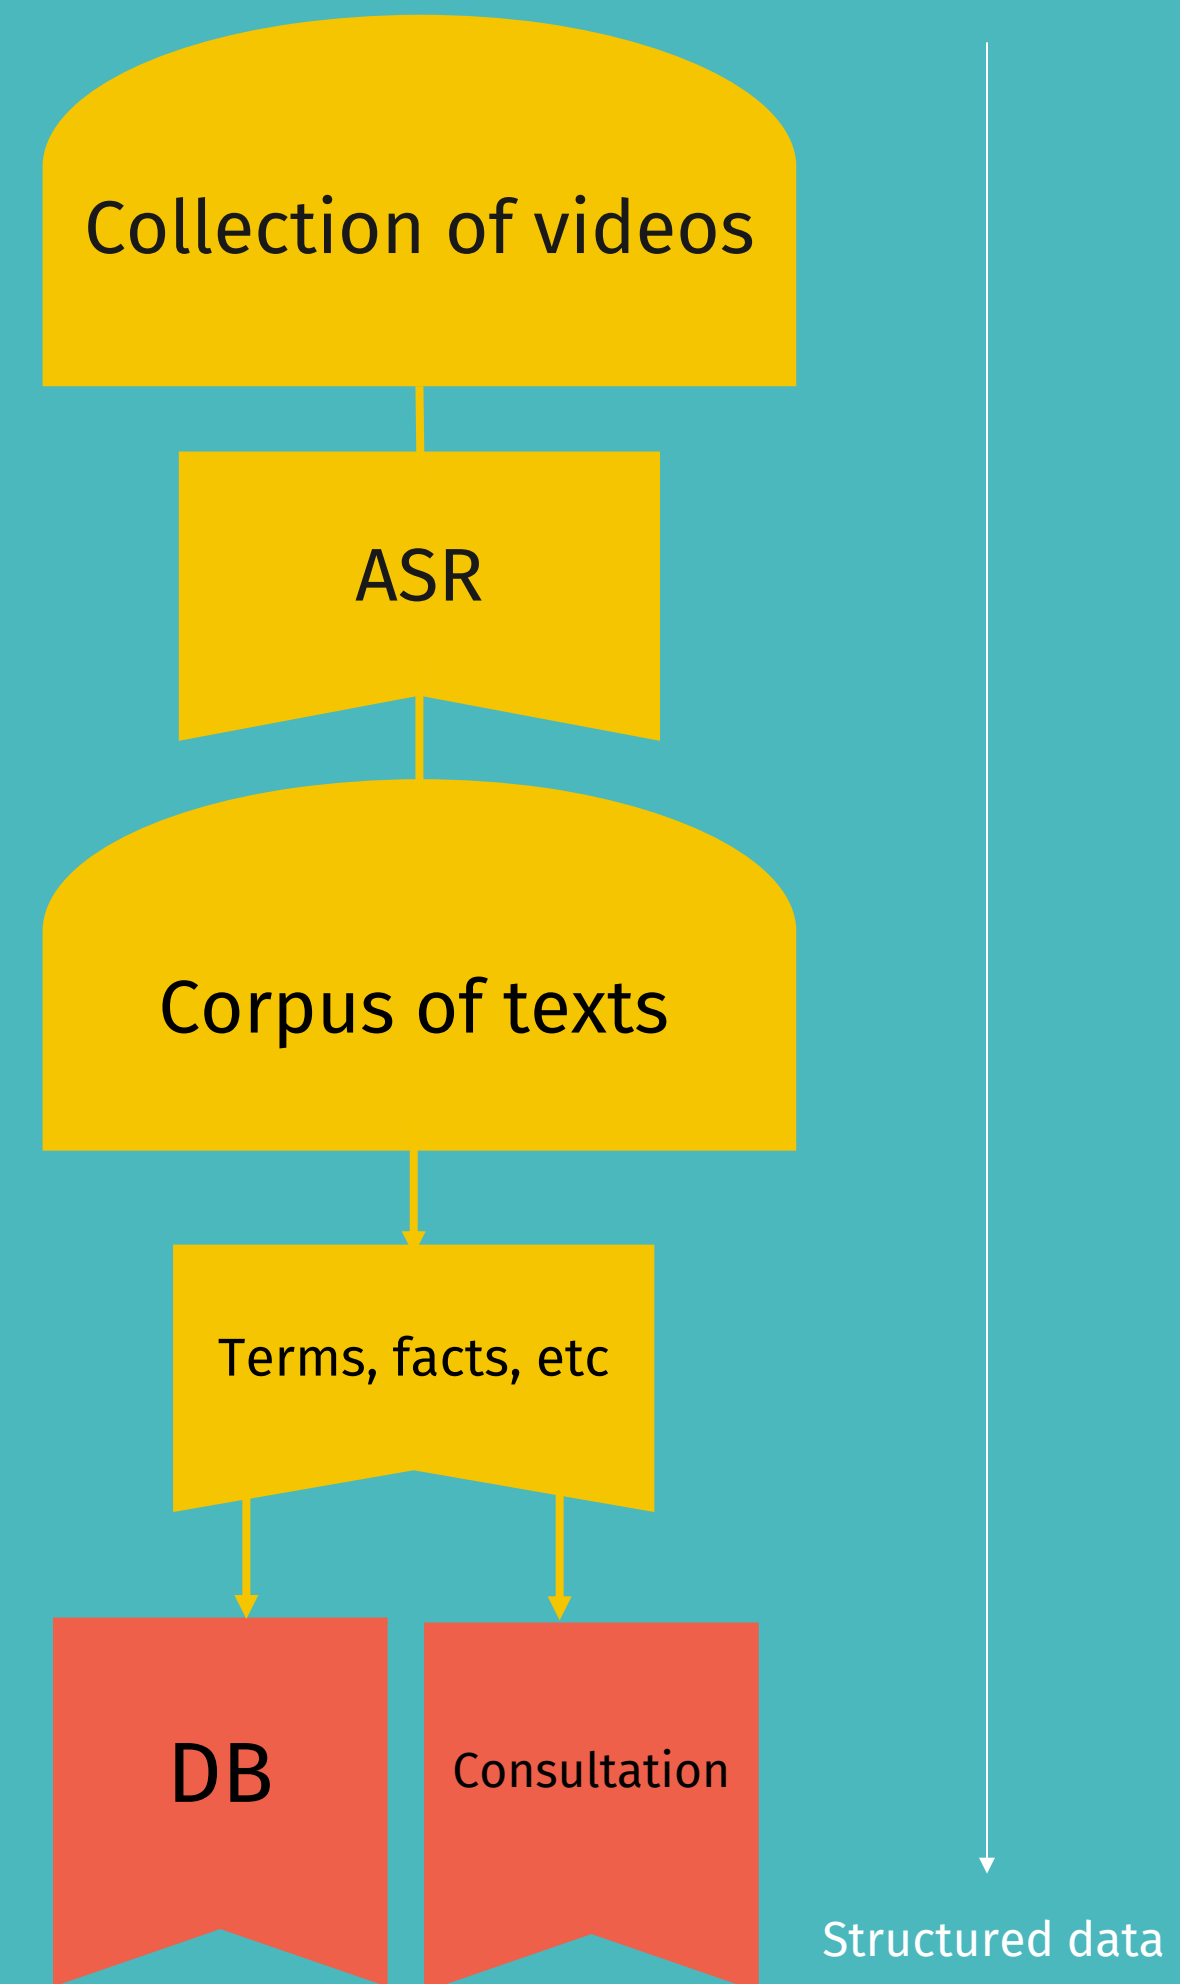 Collection of videos
ASR
Corpus of texts
Terms, facts, etc
DB
Consultation
Structured data